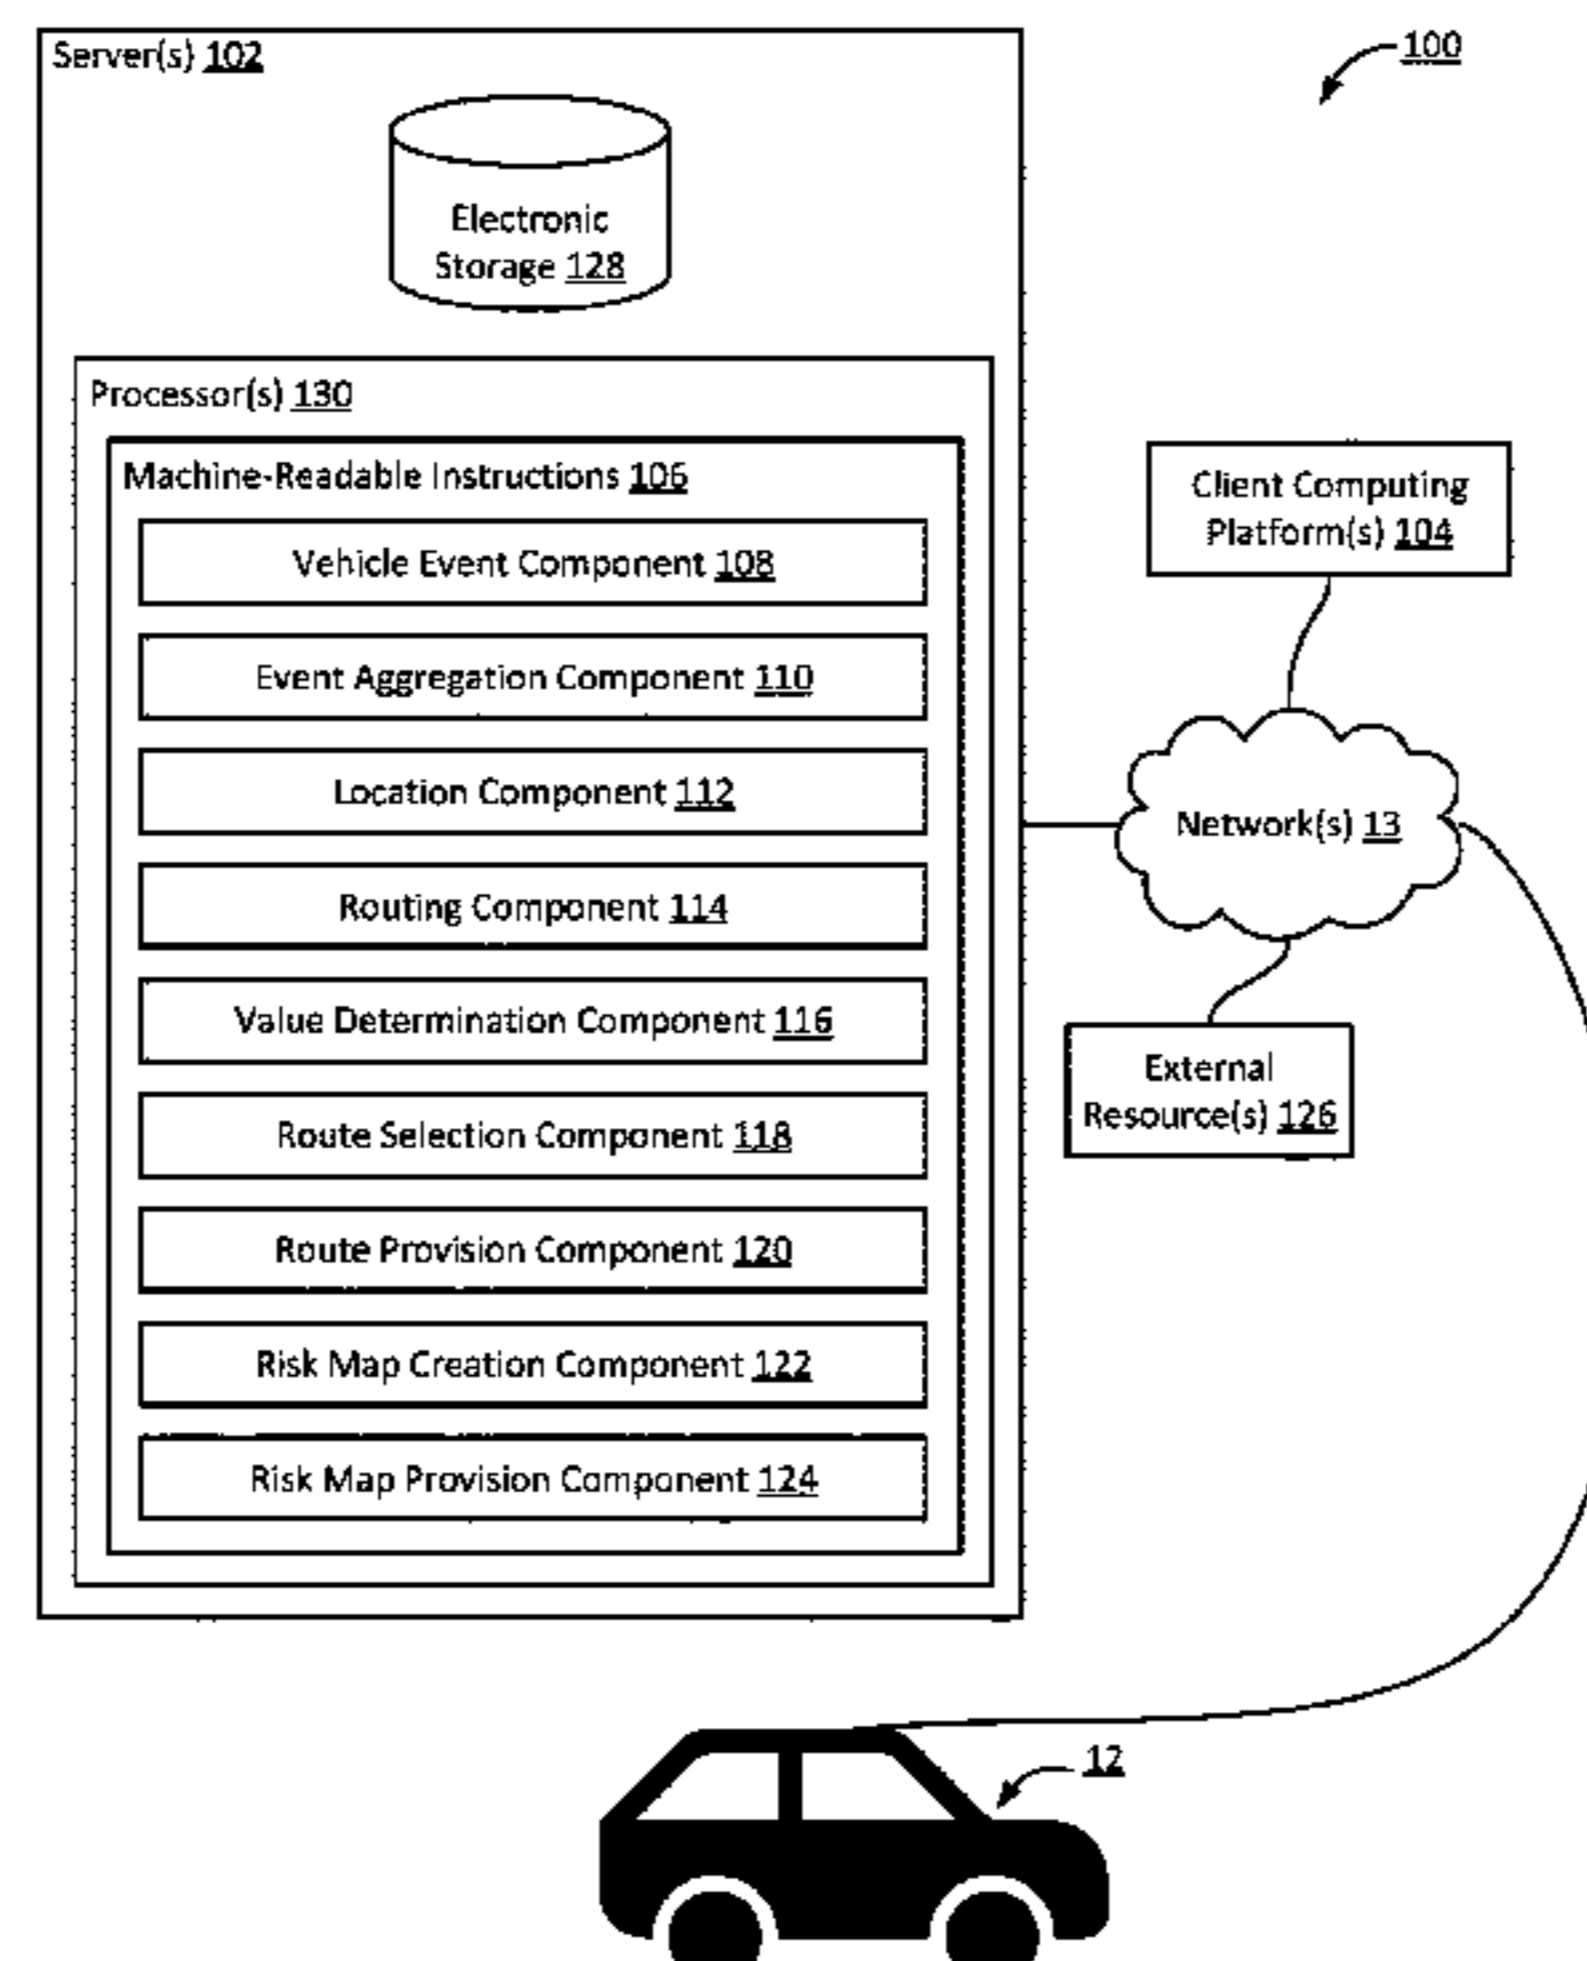 Server(s) 102
100
Electronic
Storage 128
Processor(s) 130
Machine-Readable Instructions 106
Vehicle Event Component 108
Event Aggregation Component 110
Location Component 112
Routing Component 114
Value Determination Component 116
Route Selection Component 118
Route Provision Component 120
Risk Map Creation Component 122
Risk Map Provision Component 124
Client Computing
Platform(s) 104
Network(s) 13
External
Resource(s) 126
12